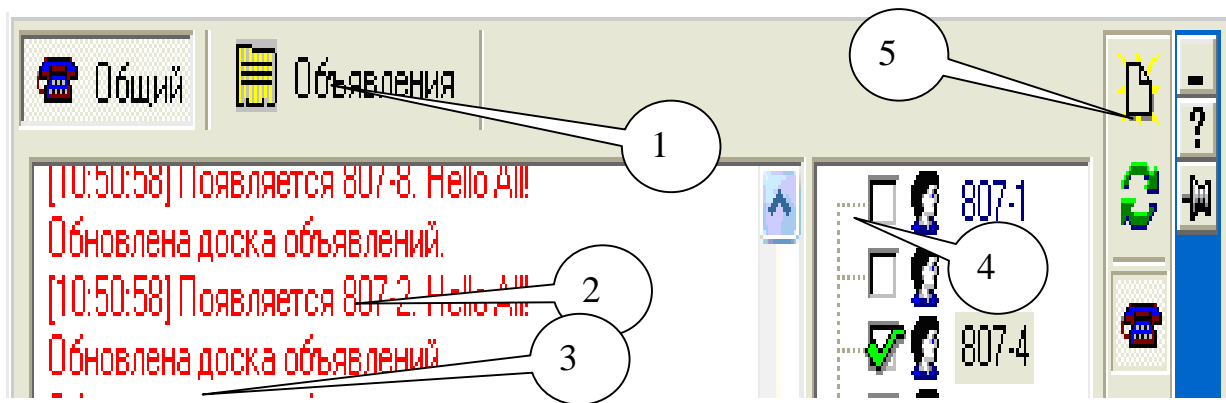 Общий Объявления
[10:50:58] Появляется 807-8. Hello All!
Обновлена доска объявлений.
[10:50:58] Появляется 807-2. Hello All!
Обновлена доска объявлений.
807-1
807-4
1
2
3
4
5
?